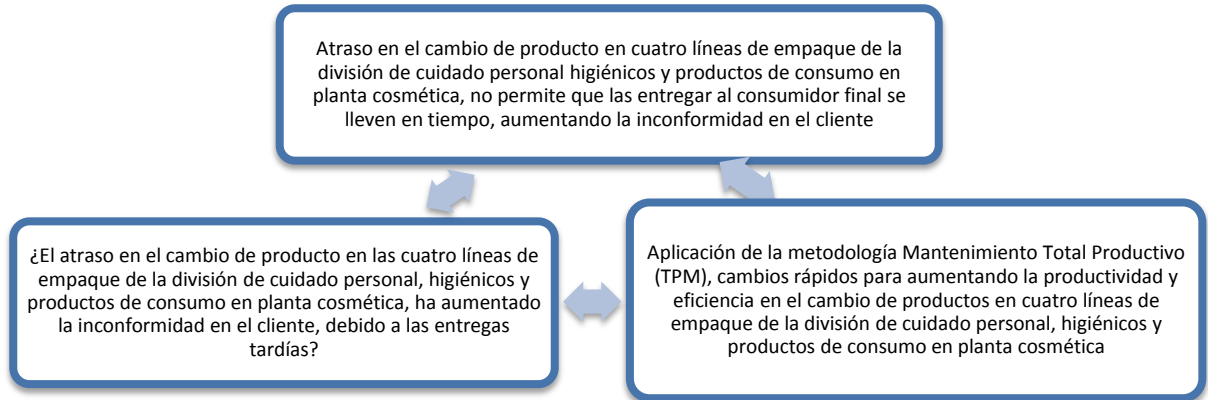 Atraso en el cambio de producto en cuatro líneas de empaque de la
división de cuidado personal higiénicos y productos de consumo en
planta cosmética, no permite que las entregar al consumidor final se
lleven en tiempo, aumentando la inconformidad en el cliente
¿El atraso en el cambio de producto en las cuatro líneas de
empaque de la división de cuidado personal, higiénicos y
productos de consumo en planta cosmética, ha aumentado
la inconformidad en el cliente, debido a las entregas
tardías?
Aplicación de la metodología Mantenimiento Total Productivo
(TPM), cambios rápidos para aumentando la productividad y
eficiencia en el cambio de productos en cuatro líneas de
empaque de la división de cuidado personal, higiénicos y
productos de consumo en planta cosmética